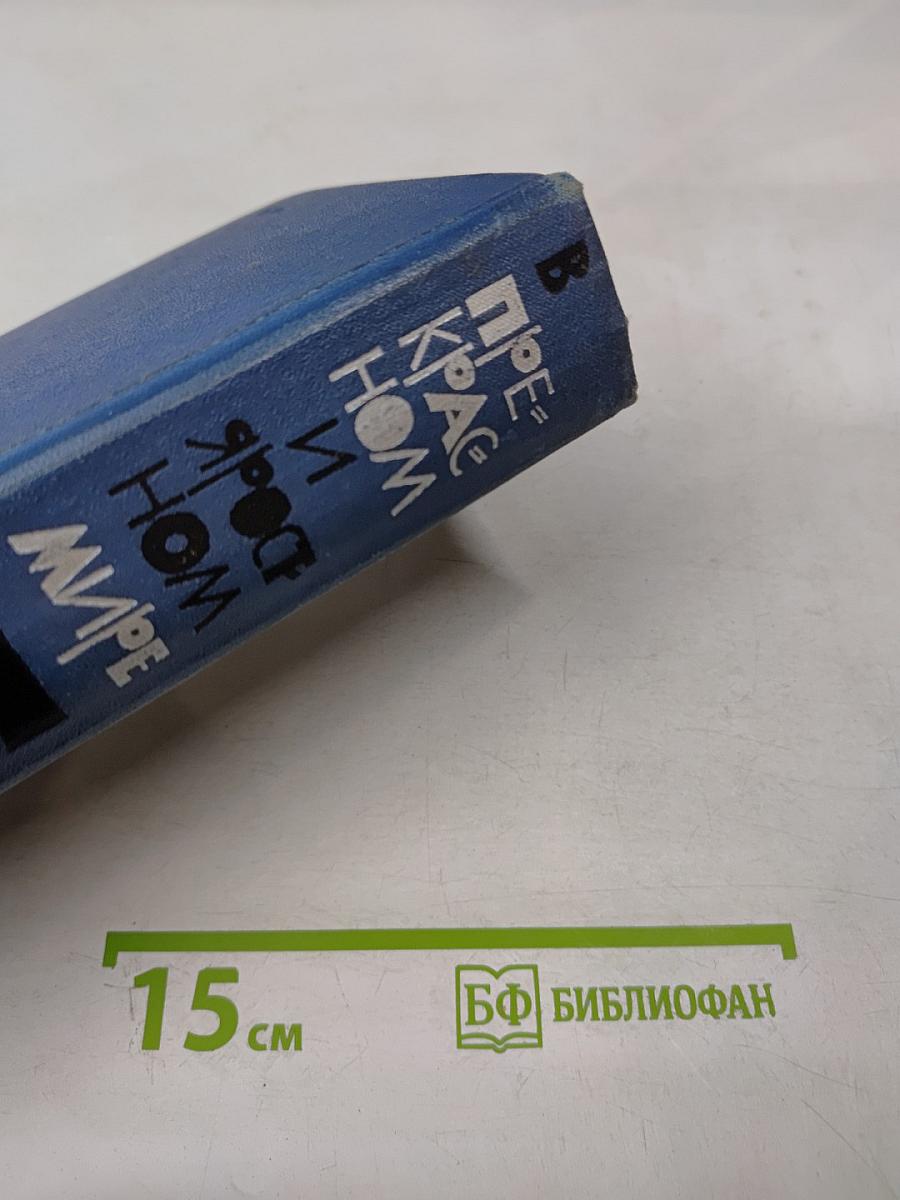 В
ПРЕ=
КРАС=
НОМ
И
ЯРОСТ
НОМ
МИРЕ
15 см
БФ БИБЛИОФАН